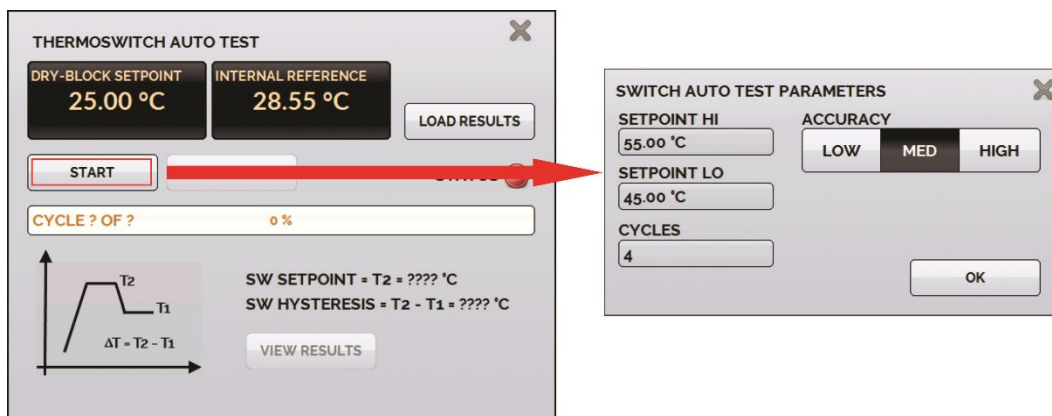 THERMOSWITCH AUTO TEST
DRY-BLOCK SETPOINT
25.00 °C
INTERNAL REFERENCE
28.55 °C
LOAD RESULTS
START
CYCLE ? OF ?
0 %
T2
T1
ΔT = T2 - T1
SW SETPOINT = T2 = ???? °C
SW HYSTERESIS = T2 - T1 = ???? °C
VIEW RESULTS
SWITCH AUTO TEST PARAMETERS
SETPOINT HI
55.00 °C
SETPOINT LO
45.00 °C
CYCLES
4
ACCURACY
LOW
MED
HIGH
OK